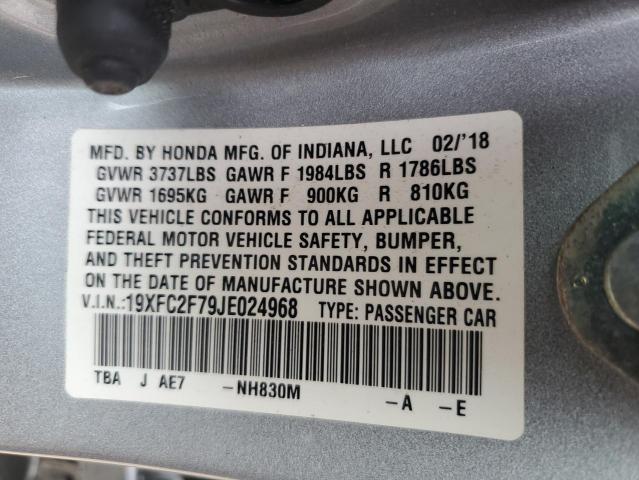 MFD. BY HONDA MFG. OF INDIANA, LLC 02/'18
GVWR 3737LBS GAWR F 1984LBS R 1786LBS
GVWR 1695KG GAWR F 900KG R 810KG
THIS VEHICLE CONFORMS TO ALL APPLICABLE
FEDERAL MOTOR VEHICLE SAFETY, BUMPER,
AND THEFT PREVENTION STANDARDS IN EFFECT
ON THE DATE OF MANUFACTURE SHOWN ABOVE.
V.I.N.:19XFC2F79JE024968 TYPE: PASSENGER CAR
TBA J AE7 -NH830M -A -E